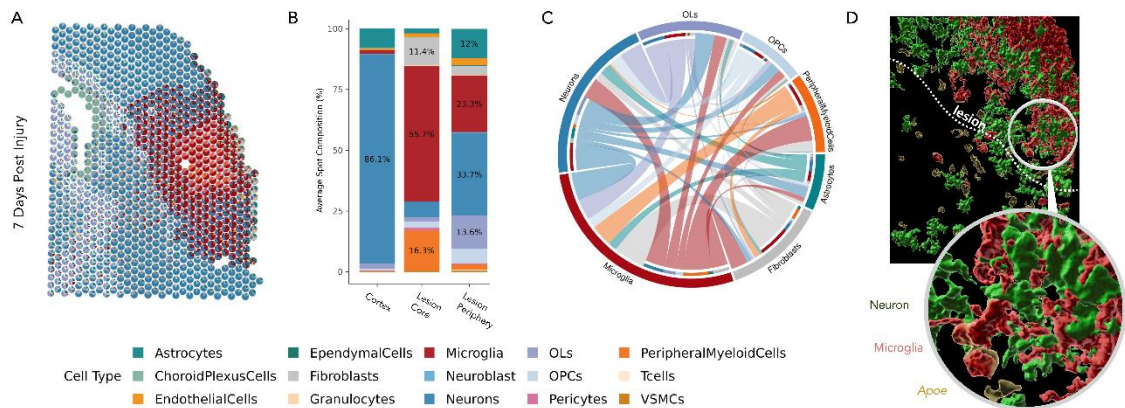 A
B
C
D
7 Days Post Injury
Average Spot Composition (%)
100
75
50
25
0
86.1%
11.4%
55.7%
16.3%
12%
23.3%
33.7%
13.6%
Cortex
Lesion
Core
Lesion
Periphery
OLs
OPCs
PeripheralMyeloidCells
Astrocytes
Fibroblasts
Microglia
Neurons
lesion
Neuron
Microglia
Apoe
Cell Type
Astrocytes
EpendymalCells
Microglia
OLs
PeripheralMyeloidCells
ChoroidPlexusCells
Fibroblasts
Neuroblast
OPCs
Tcells
EndothelialCells
Granulocytes
Neurons
Pericytes
VSMCs